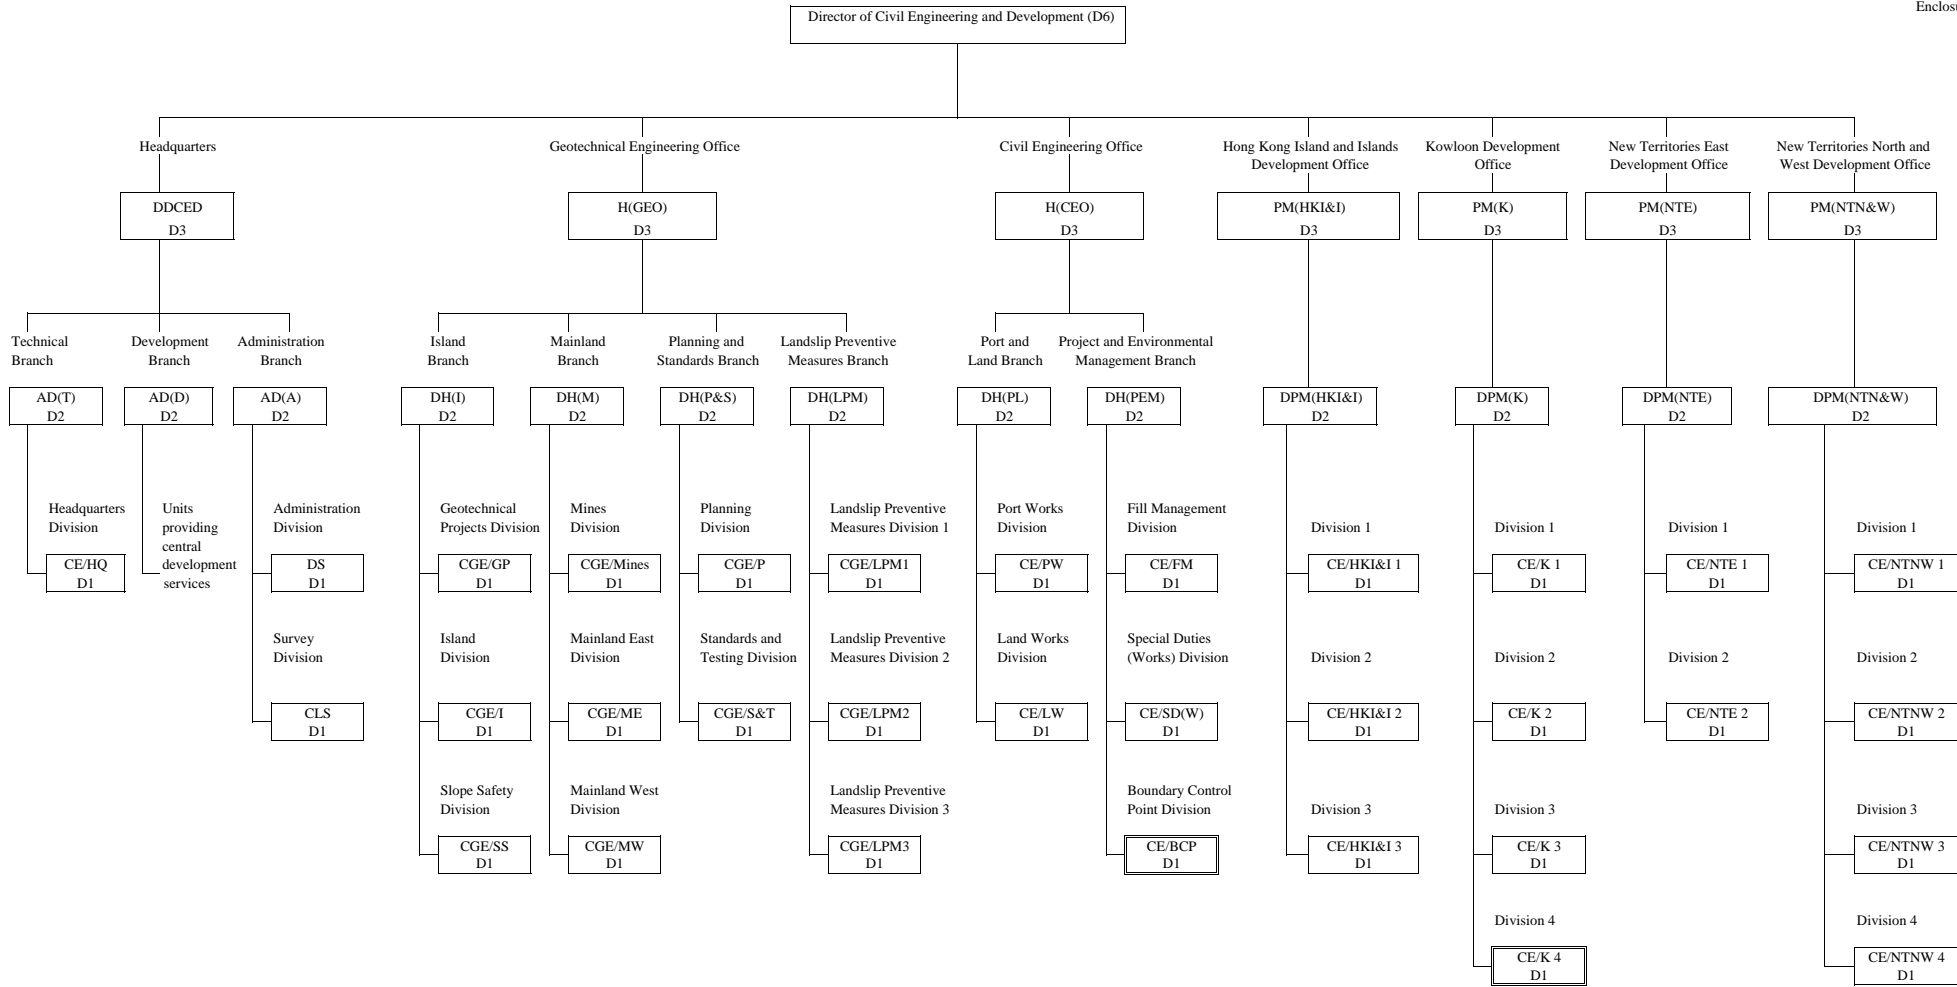 Enclosu
Director of Civil Engineering and Development (D6)
Headquarters
Geotechnical Engineering Office
Civil Engineering Office
Hong Kong Island and Islands
Development Office
Kowloon Development
Office
New Territories East
Development Office
New Territories North and
West Development Office
DDCED
D3
H(GEO)
D3
H(CEO)
D3
PM(HKI&I)
D3
PM(K)
D3
PM(NTE)
D3
PM(NTN&W)
D3
Technical
Branch
Development
Branch
Administration
Branch
Island
Branch
Mainland
Branch
Planning and
Standards Branch
Landslip Preventive
Measures Branch
Port and
Land Branch
Project and Environmental
Management Branch
AD(T)
D2
AD(D)
D2
AD(A)
D2
DH(I)
D2
DH(M)
D2
DH(P&S)
D2
DH(LPM)
D2
DH(PL)
D2
DH(PEM)
D2
DPM(HKI&I)
D2
DPM(K)
D2
DPM(NTE)
D2
DPM(NTN&W)
D2
Headquarters
Division
CE/HQ
D1
Units
providing
central
development
services
Administration
Division
DS
D1
Survey
Division
CLS
D1
Geotechnical
Projects Division
CGE/GP
D1
Island
Division
CGE/I
D1
Slope Safety
Division
CGE/SS
D1
Mines
Division
CGE/Mines
D1
Mainland East
Division
CGE/ME
D1
Mainland West
Division
CGE/MW
D1
Planning
Division
CGE/P
D1
Standards and
Testing Division
CGE/S&T
D1
Landslip Preventive
Measures Division 1
CGE/LPM1
D1
Landslip Preventive
Measures Division 2
CGE/LPM2
D1
Landslip Preventive
Measures Division 3
CGE/LPM3
D1
Port Works
Division
CE/PW
D1
Land Works
Division
CE/LW
D1
Fill Management
Division
CE/FM
D1
Special Duties
(Works) Division
CE/SD(W)
D1
Boundary Control
Point Division
CE/BCP
D1
Division 1
CE/HKI&I 1
D1
Division 2
CE/HKI&I 2
D1
Division 3
CE/HKI&I 3
D1
Division 1
CE/K 1
D1
Division 2
CE/K 2
D1
Division 3
CE/K 3
D1
Division 4
CE/K 4
D1
Division 1
CE/NTE 1
D1
Division 2
CE/NTE 2
D1
Division 1
CE/NTNW 1
D1
Division 2
CE/NTNW 2
D1
Division 3
CE/NTNW 3
D1
Division 4
CE/NTNW 4
D1